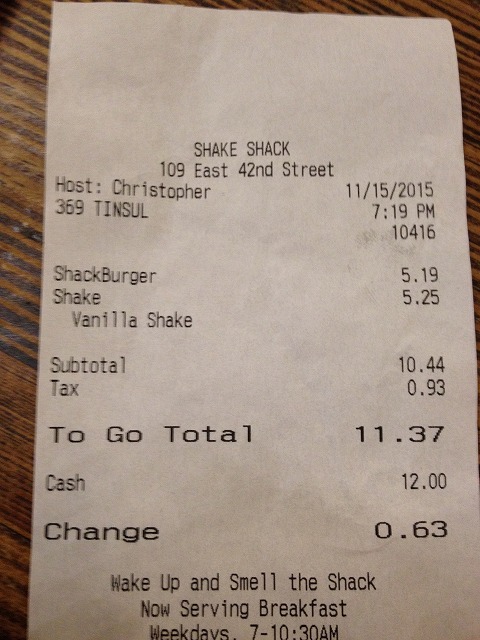 SHAKE SHACK
109 East 42nd Street
Host: Christopher 11/15/2015
369 TINSUL 7:19 PM
10416
ShackBurger 5.19
Shake 5.25
Vanilla Shake
Subtotal 10.44
Tax 0.93
To Go Total 11.37
Cash 12.00
Change 0.63
Wake Up and Smell the Shack
Now Serving Breakfast
Weekdays, 7-10:30AM